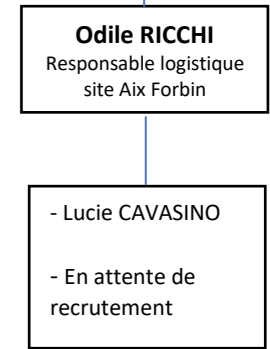 Odile RICCHI
Responsable logistique
site Aix Forbin
- Lucie CAVASINO
- En attente de
recrutement